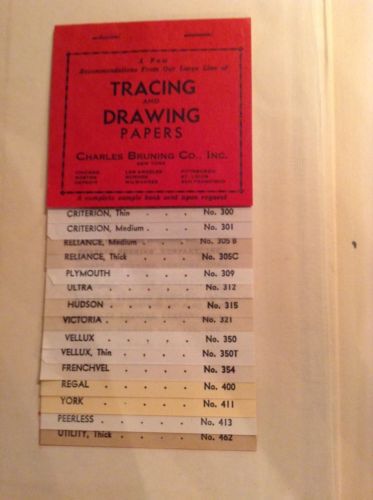 A Few
Recommendations From Our Large Line of
TRACING
AND
DRAWING
PAPERS
CHARLES BRUNING CO., INC.
NEW YORK
CHICAGO LOS ANGELES PITTSBURGH
BOSTON NEWARK ST. LOUIS
DETROIT MILWAUKEE SAN FRANCISCO
A complete sample book sent upon request
CRITERION, Thin . . . No. 300
CRITERION, Medium . . . No. 301
RELIANCE, Medium . . . No. 305 B
RELIANCE, Thick . . . No. 305C
PLYMOUTH . . . . . No. 309
ULTRA . . . . . No. 312
HUDSON . . . . . No. 315
VICTORIA . . . . . No. 321
VELLUX . . . . . No. 350
VELLUX, Thin . . . . No. 350T
FRENCHVEL . . . . No. 354
REGAL . . . . . No. 400
YORK . . . . . No. 411
PEERLESS . . . . . No. 413
UTILITY, Thick . . . . No. 462